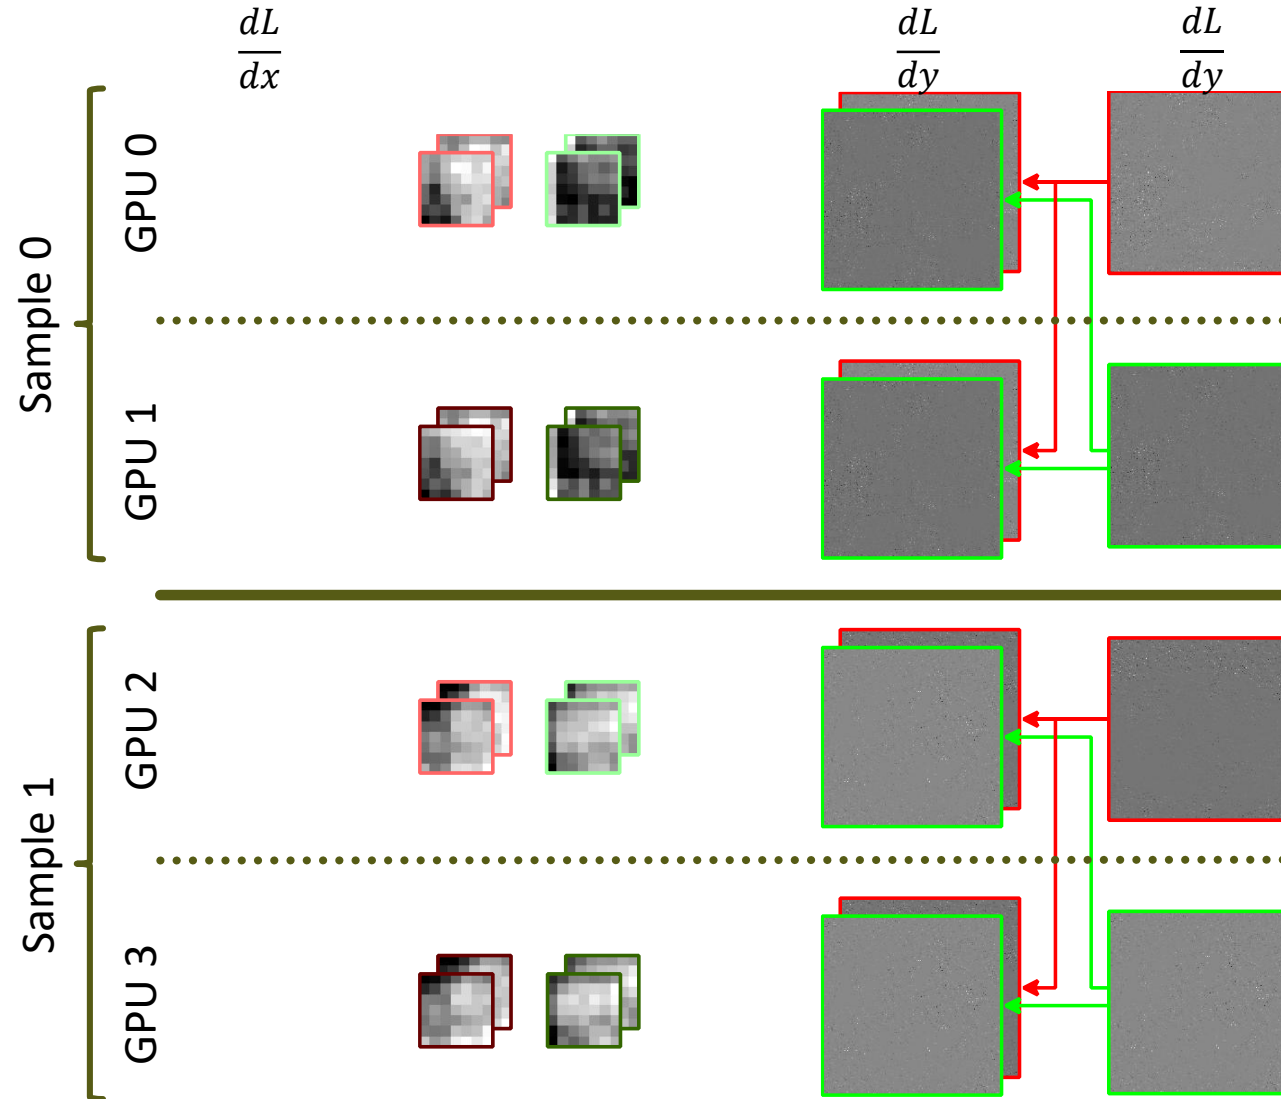 dL
dx
dL
dy
dL
dy
Sample 0
GPU 0
GPU 1
Sample 1
GPU 2
GPU 3